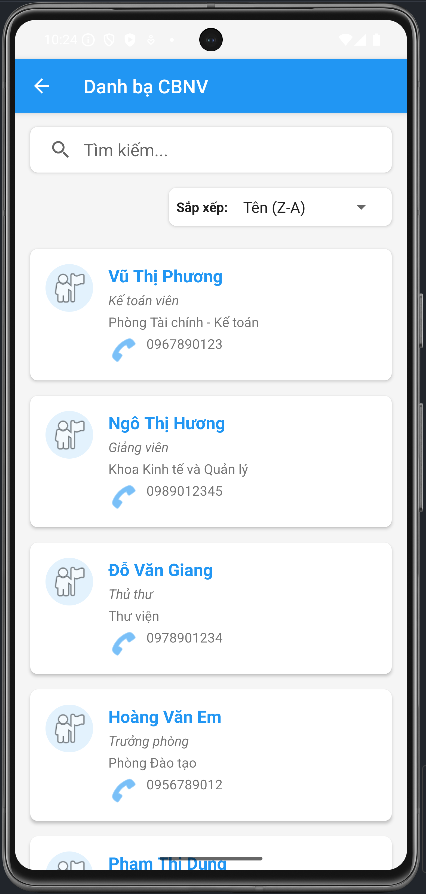 10:24
Danh bạ CBNV
Tìm kiếm...
Sắp xếp: Tên (Z-A)
Vũ Thị Phương
Kế toán viên
Phòng Tài chính - Kế toán
0967890123
Ngô Thị Hương
Giảng viên
Khoa Kinh tế và Quản lý
0989012345
Đỗ Văn Giang
Thủ thư
Thư viện
0978901234
Hoàng Văn Em
Trưởng phòng
Phòng Đào tạo
0956789012
Phạm Thị Dung